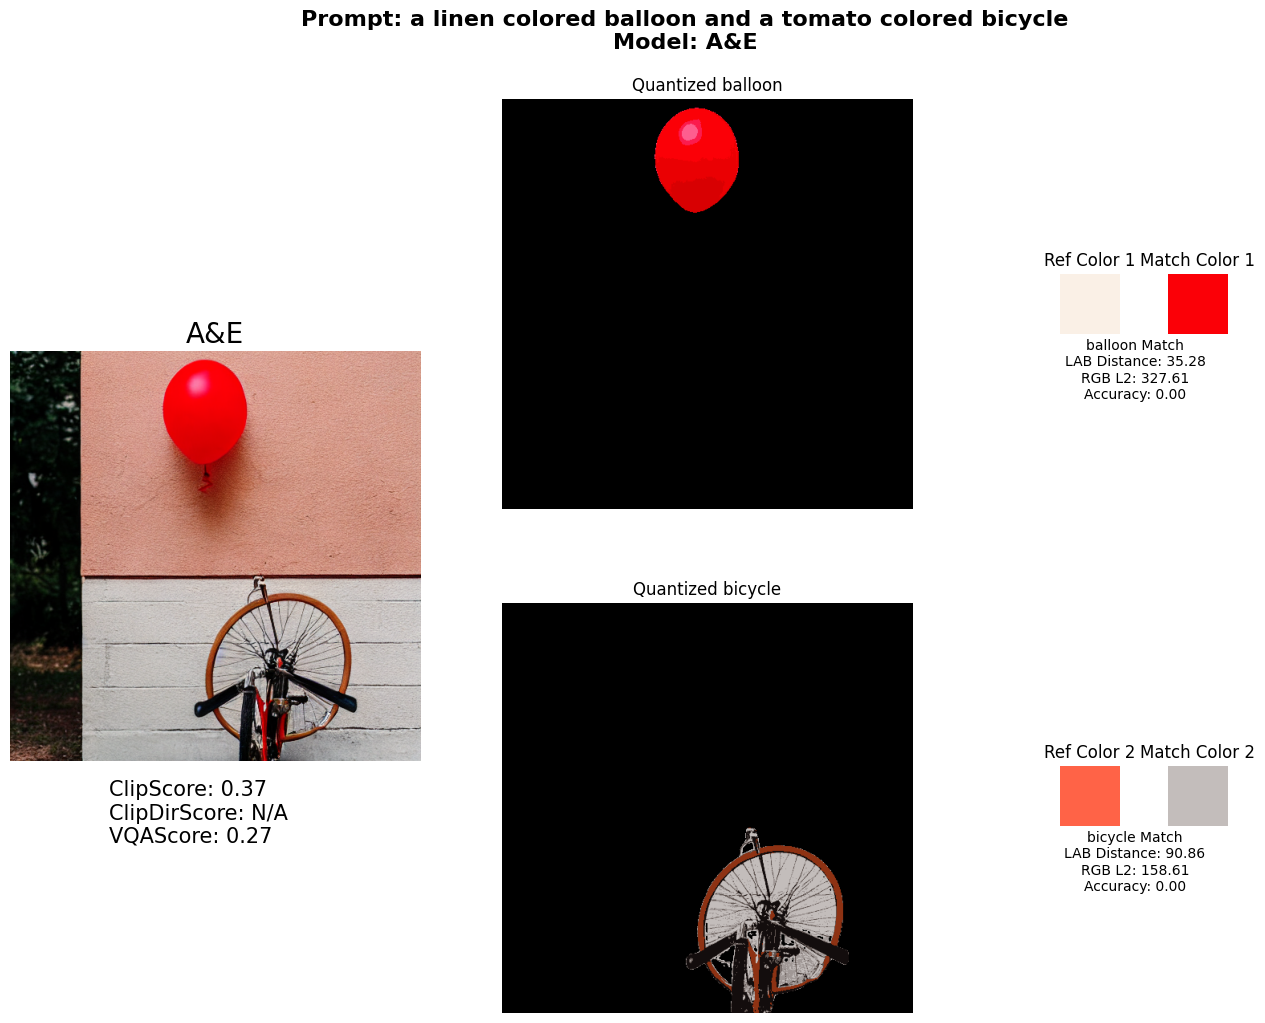 Prompt: a linen colored balloon and a tomato colored bicycle
Model: A&E
Quantized balloon
Ref Color 1 Match Color 1
balloon Match
LAB Distance: 35.28
RGB L2: 327.61
Accuracy: 0.00
A&E
ClipScore: 0.37
ClipDirScore: N/A
VQAScore: 0.27
Quantized bicycle
Ref Color 2 Match Color 2
bicycle Match
LAB Distance: 90.86
RGB L2: 158.61
Accuracy: 0.00